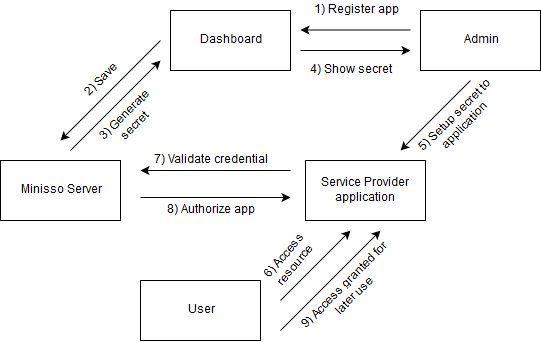 1) Register app
Dashboard
Admin
4) Show secret
2) Save
3) Generate
secret
5) Setup secret to
application
7) Validate credential
Minisso Server
Service Provider
application
8) Authorize app
6) Access
resource
9) Access granted for
later use
User